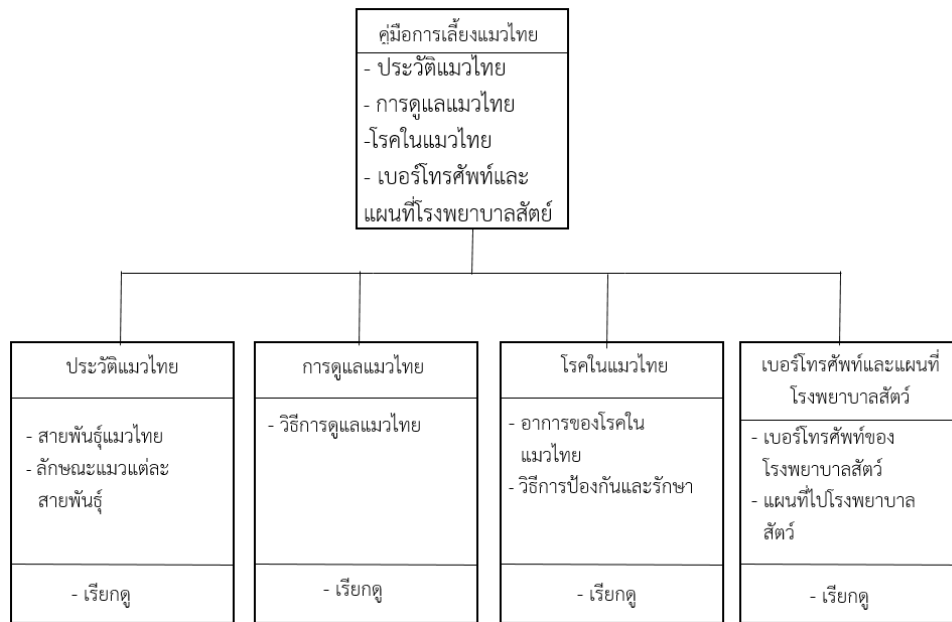 คู่มือการเลี้ยงแมวไทย
- ประวัติแมวไทย
- การดูแลแมวไทย
-โรคในแมวไทย
- เบอร์โทรศัพท์และ
แผนที่โรงพยาบาลสัตย์
ประวัติแมวไทย
- สายพันธุ์แมวไทย
- ลักษณะแมวแต่ละ
สายพันธุ์
- เรียกดู
การดูแลแมวไทย
- วิธีการดูแลแมวไทย
- เรียกดู
โรคในแมวไทย
- อาการของโรคใน
แมวไทย
- วิธีการป้องกันและรักษา
- เรียกดู
เบอร์โทรศัพท์และแผนที่
โรงพยาบาลสัตว์
- เบอร์โทรศัพท์ของ
โรงพยาบาลสัตว์
- แผนที่ไปโรงพยาบาล
สัตว์
- เรียกดู